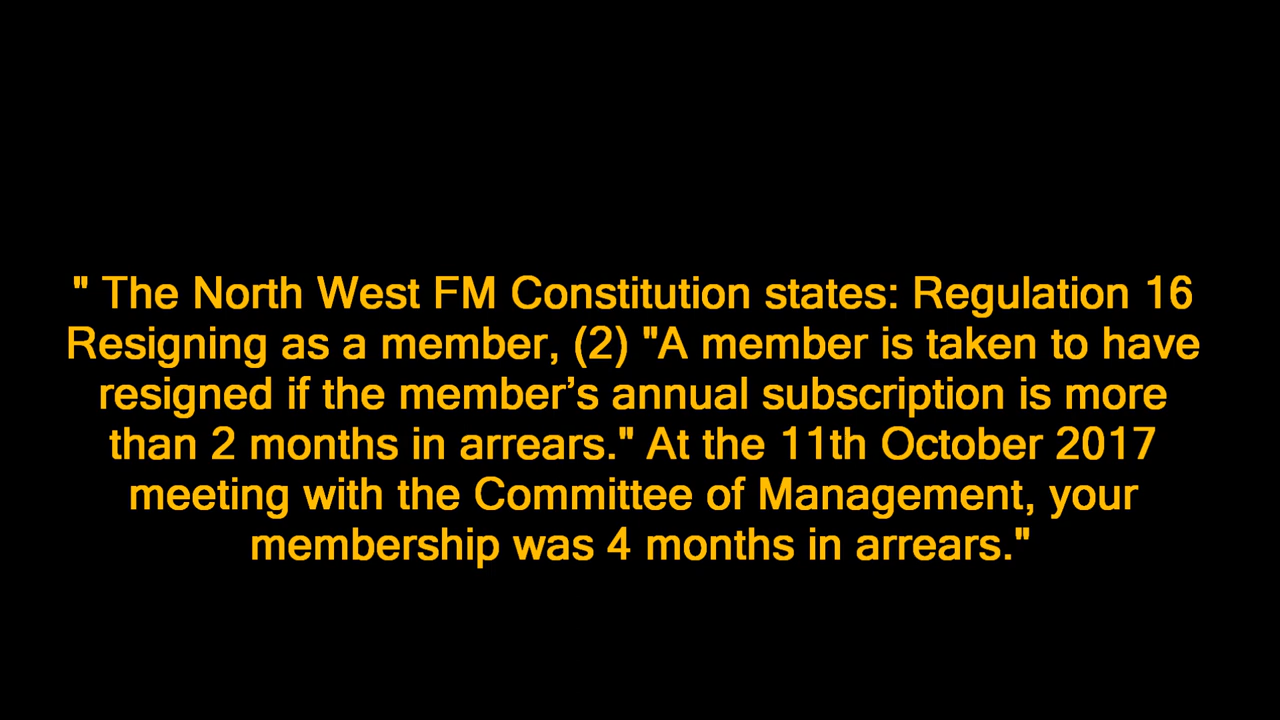 " The North West FM Constitution states: Regulation 16
Resigning as a member, (2) "A member is taken to have
resigned if the member’s annual subscription is more
than 2 months in arrears." At the 11th October 2017
meeting with the Committee of Management, your
membership was 4 months in arrears."